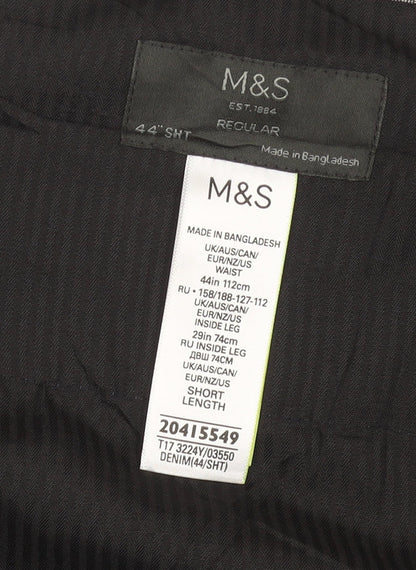 M&S
EST.1884
REGULAR
44" SHT
Made in Bangladesh
M&S
MADE IN BANGLADESH
UK/AUS/CAN/
EUR/NZ/US
WAIST
44in 112cm
RU • 158/188-127-112
UK/AUS/CAN/
EUR/NZ/US
INSIDE LEG
29in 74cm
RU INSIDE LEG
ДВШ 74СМ
UK/AUS/CAN/
EUR/NZ/US
SHORT
LENGTH
20415549
T17 3224Y/03550
DENIM(44/SHT)